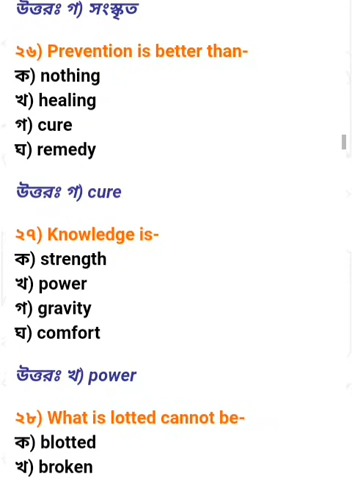 উত্তরঃ গ) সংস্কৃত
২৬) Prevention is better than-
ক) nothing
খ) healing
গ) cure
ঘ) remedy
উত্তরঃ গ) cure
২৭) Knowledge is-
ক) strength
খ) power
গ) gravity
ঘ) comfort
উত্তরঃ খ) power
২৮) What is lotted cannot be-
ক) blotted
খ) broken